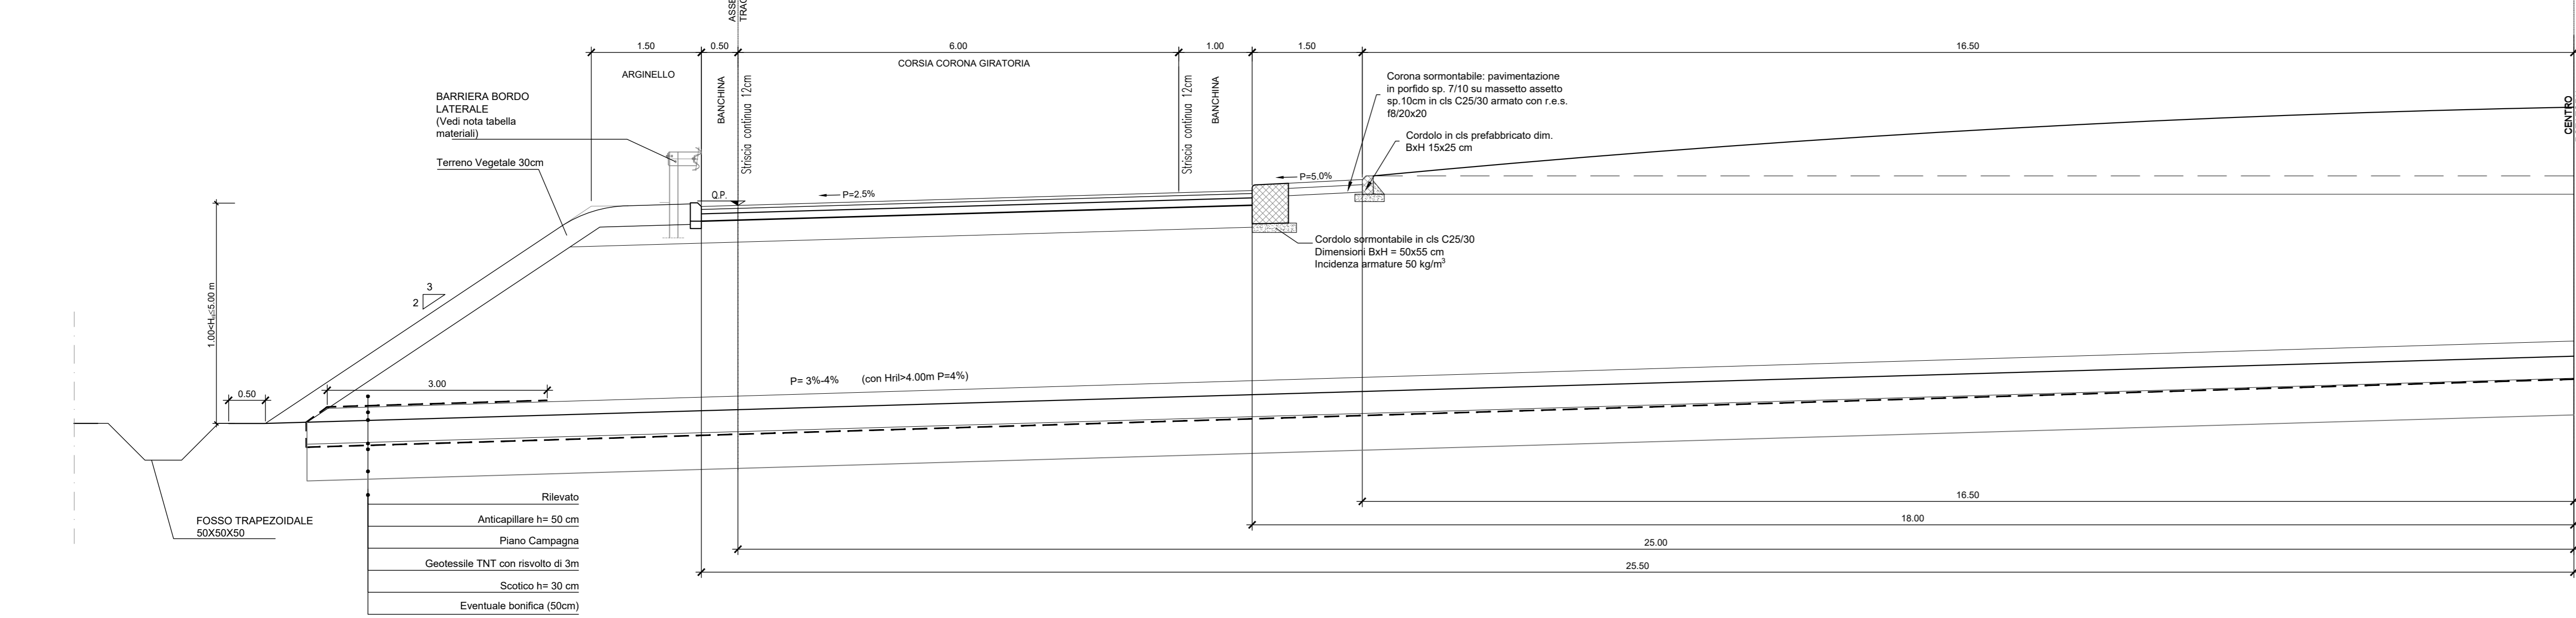 ASSE
TRAC
1.50
0.50
6.00
1.00
1.50
16.50
ARGINELLO
CORSIA CORONA GIRATORIA
BANCHINA
Striscia continua 12cm
Striscia continua 12cm
BANCHINA
BARRIERA BORDO
LATERALE
(Vedi nota tabella
materiali)
Terreno Vegetale 30cm
Corona sormontabile: pavimentazione
in porfido sp. 7/10 su massetto assetto
sp.10cm in cls C25/30 armato con r.e.s.
f8/20x20
Cordolo in cls prefabbricato dim.
BxH 15x25 cm
CENTRO
Q.P.
P=2.5%
P=5.0%
Cordolo sormontabile in cls C25/30
Dimensioni BxH = 50x55 cm
Incidenza armature 50 kg/m³
3
2
1.00<H ≤5.00 m
0.50
3.00
P= 3%-4% (con Hril>4.00m P=4%)
16.50
18.00
25.00
25.50
FOSSO TRAPEZOIDALE
50X50X50
Rilevato
Anticapillare h= 50 cm
Piano Campagna
Geotessile TNT con risvolto di 3m
Scotico h= 30 cm
Eventuale bonifica (50cm)